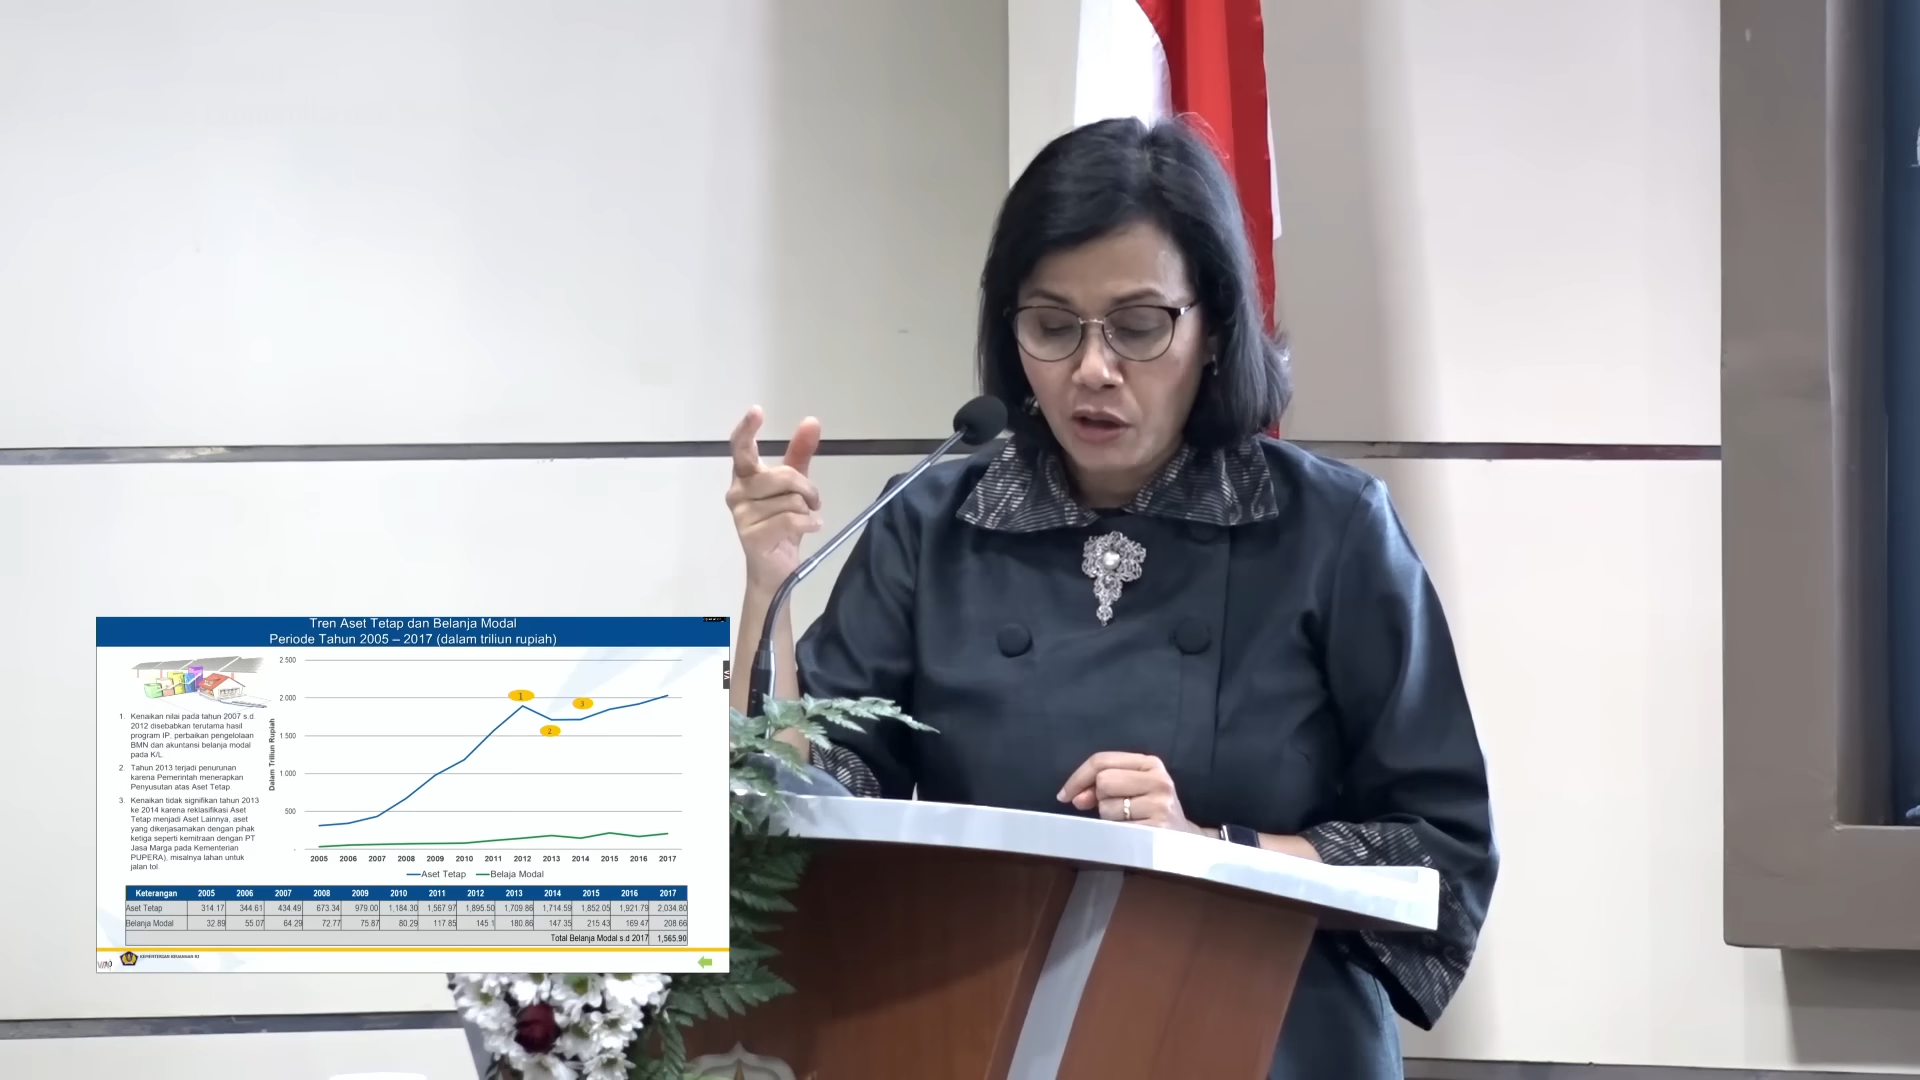 Tren Aset Tetap dan Belanja Modal
Periode Tahun 2005 – 2017 (dalam triliun rupiah)
1. Kenaikan nilai pada tahun 2007 s.d.
2012 disebabkan terutama hasil
program IP, perbaikan pengelolaan
BMN dan akuntansi belanja modal
pada K/L.
2. Tahun 2013 terjadi penurunan
karena Pemerintah menerapkan
Penyusutan atas Aset Tetap
3. Kenaikan tidak signifikan tahun 2013
ke 2014 karena reklasifikasi Aset
Tetap menjadi Aset Lainnya, aset
yang dikerjasamakan dengan pihak
ketiga seperti kemitraan dengan PT
Jasa Marga pada Kementerian
PUPERA), misalnya lahan untuk
jalan tol.
Dalam Triliun Rupiah
2.500
2.000
1.500
1.000
500
-
1
2
3
2005 2006 2007 2008 2009 2010 2011 2012 2013 2014 2015 2016 2017
Aset Tetap Belaja Modal
Keterangan 2005 2006 2007 2008 2009 2010 2011 2012 2013 2014 2015 2016 2017
Aset Tetap 314.17 344.61 434.49 673.34 979.00 1,184.30 1,567.97 1,895.50 1,709.86 1,714.59 1,852.05 1,921.79 2,034.80
Belanja Modal 32.89 55.07 64.29 72.77 75.87 80.29 117.85 145.1 180.86 147.35 215.43 169.47 208.66
Total Belanja Modal s.d 2017 1,565.90
KEMENTERIAN KEUANGAN RI